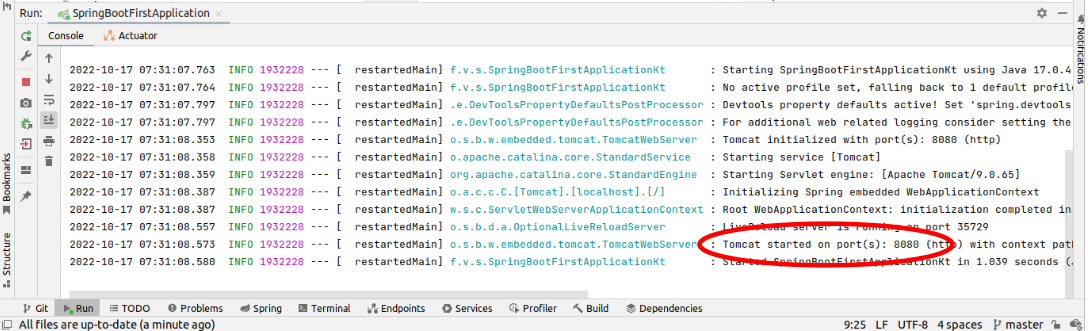 Run: SpringBootFirstApplication
Console Actuator
Notifications
2022-10-17 07:31:07.763 INFO 1932228 --- [ restartedMain] f.v.s.SpringBootFirstApplicationKt : Starting SpringBootFirstApplicationKt using Java 17.0.4
2022-10-17 07:31:07.764 INFO 1932228 --- [ restartedMain] f.v.s.SpringBootFirstApplicationKt : No active profile set, falling back to 1 default profile
2022-10-17 07:31:07.797 INFO 1932228 --- [ restartedMain] .e.DevToolsPropertyDefaultsPostProcessor : Devtools property defaults active! Set 'spring.devtools
2022-10-17 07:31:07.797 INFO 1932228 --- [ restartedMain] .e.DevToolsPropertyDefaultsPostProcessor : For additional web related logging consider setting the
2022-10-17 07:31:08.353 INFO 1932228 --- [ restartedMain] o.s.b.w.embedded.tomcat.TomcatWebServer : Tomcat initialized with port(s): 8080 (http)
2022-10-17 07:31:08.358 INFO 1932228 --- [ restartedMain] o.apache.catalina.core.StandardService : Starting service [Tomcat]
2022-10-17 07:31:08.359 INFO 1932228 --- [ restartedMain] org.apache.catalina.core.StandardEngine : Starting Servlet engine: [Apache Tomcat/9.0.65]
2022-10-17 07:31:08.387 INFO 1932228 --- [ restartedMain] o.a.c.c.C.[Tomcat].[localhost].[/] : Initializing Spring embedded WebApplicationContext
2022-10-17 07:31:08.387 INFO 1932228 --- [ restartedMain] w.s.c.ServletWebServerApplicationContext : Root WebApplicationContext: initialization completed in
2022-10-17 07:31:08.557 INFO 1932228 --- [ restartedMain] o.s.b.d.a.OptionalLiveReloadServer : LiveReload server is running on port 35729
2022-10-17 07:31:08.573 INFO 1932228 --- [ restartedMain] o.s.b.w.embedded.tomcat.TomcatWebServer : Tomcat started on port(s): 8080 (http) with context path
2022-10-17 07:31:08.580 INFO 1932228 --- [ restartedMain] f.v.s.SpringBootFirstApplicationKt : Started SpringBootFirstApplicationKt in 1.039 seconds (
Bookmarks
Structure
Git Run TODO Problems Spring Terminal Endpoints Services Profiler Build Dependencies
All files are up-to-date (a minute ago) 9:25 LF UTF-8 4 spaces master